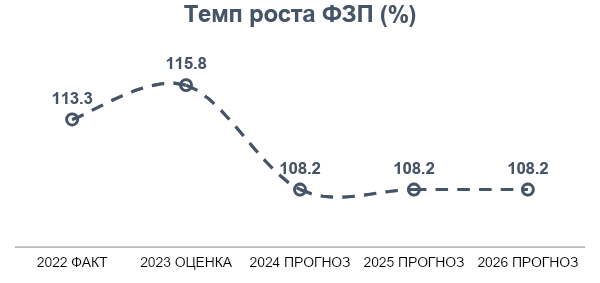 Темп роста ФЗП (%)
115.8
113.3
108.2 108.2 108.2
2022 ФАКТ 2023 ОЦЕНКА 2024 ПРОГНОЗ 2025 ПРОГНОЗ 2026 ПРОГНОЗ